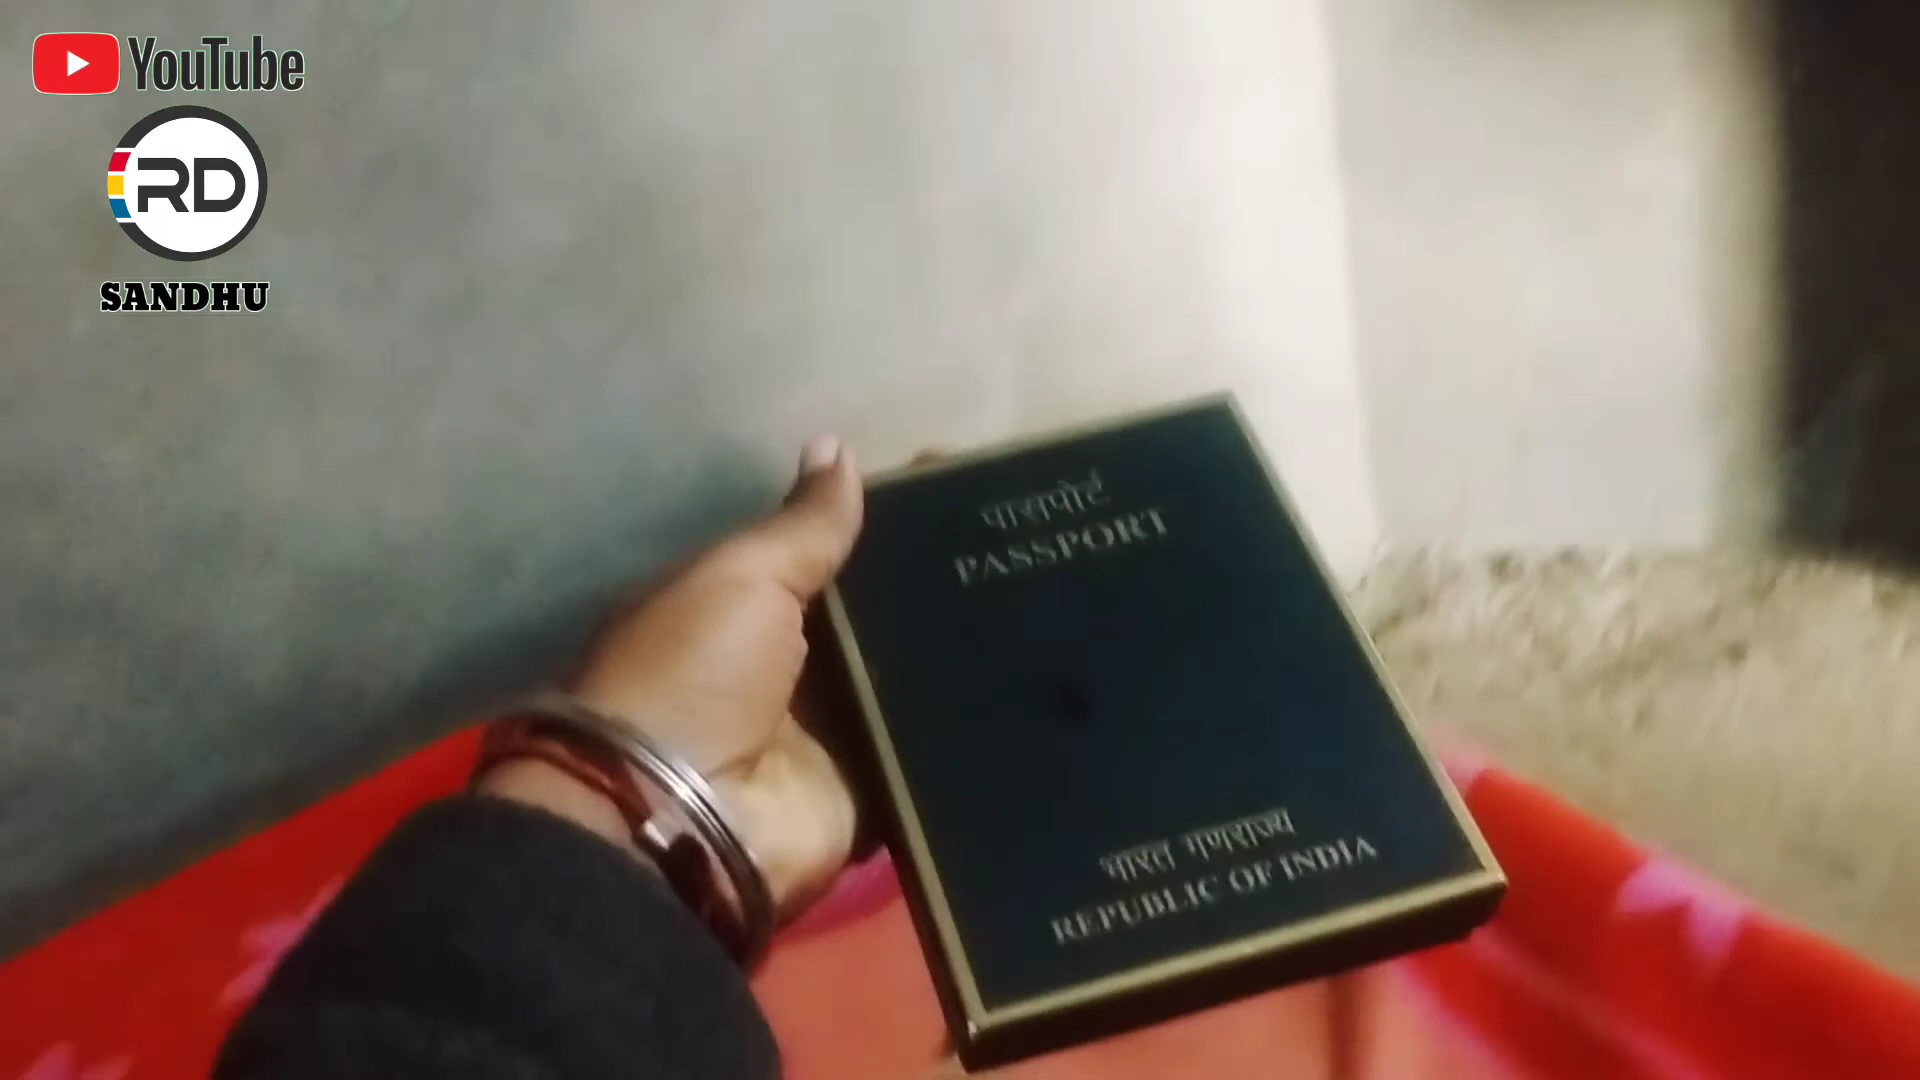 YouTube
RD
SANDHU
पासपोर्ट
PASSPORT
भारत गणराज्य
REPUBLIC OF INDIA